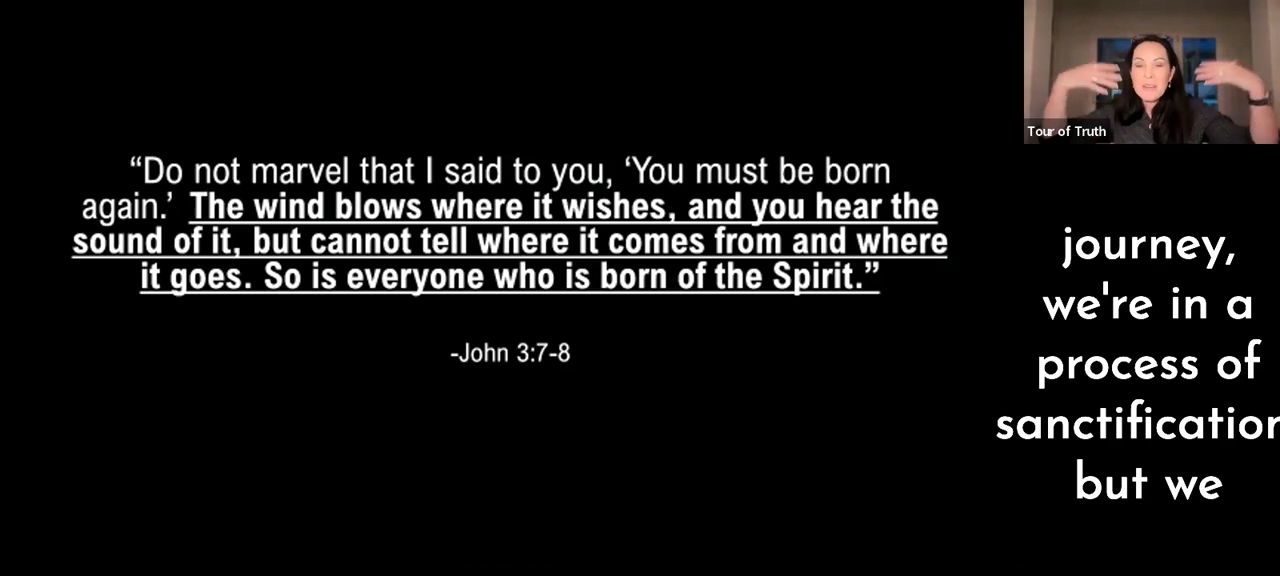 “Do not marvel that I said to you, ‘You must be born
again.’ The wind blows where it wishes, and you hear the
sound of it, but cannot tell where it comes from and where
it goes. So is everyone who is born of the Spirit.”
-John 3:7-8
Tour of Truth
journey,
we're in a
process of
sanctification
but we